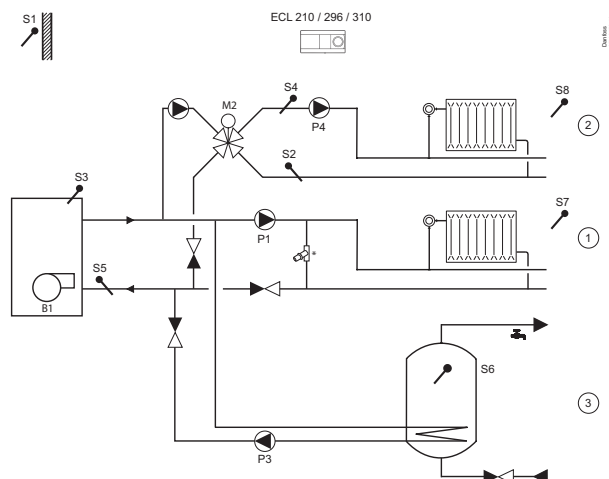 ECL 210 / 296 / 310
Danfoss
S1
S4
S8
M2
P4
2
S2
S3
S7
P1
1
*
S5
B1
S6
3
P3